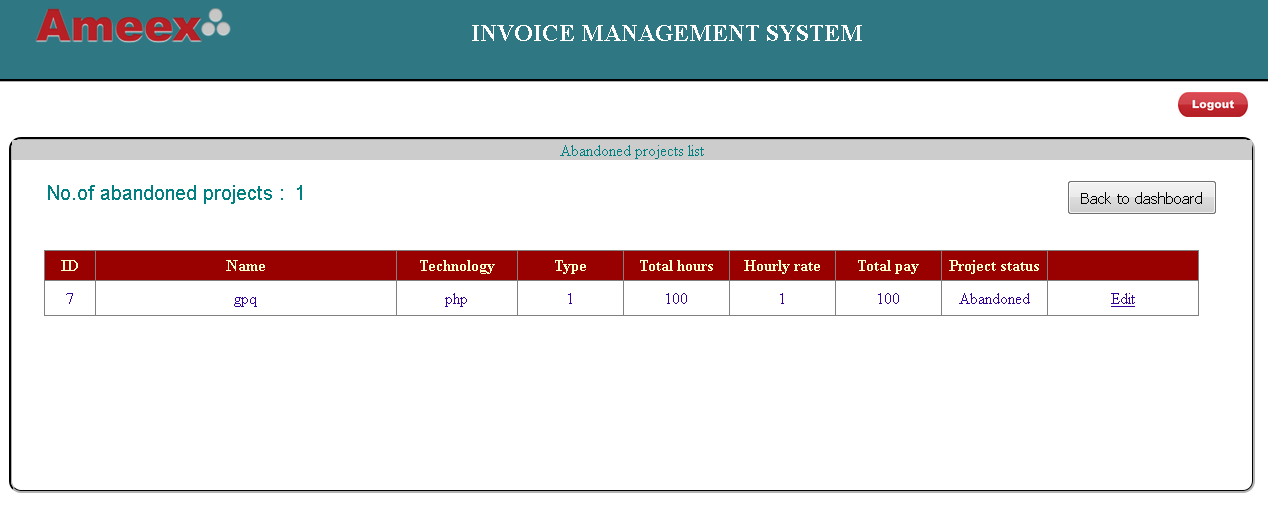 Ameex
INVOICE MANAGEMENT SYSTEM
Logout
Abandoned projects list
No.of abandoned projects : 1
Back to dashboard
ID Name Technology Type Total hours Hourly rate Total pay Project status
7 gpq php 1 100 1 100 Abandoned Edit